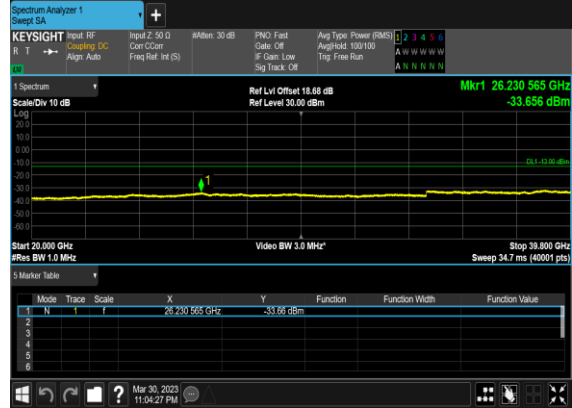 Spectrum Analyzer 1
Swept SA
+
KEYSIGHT Input: RF Input Z: 50 Ω #Atten: 30 dB PNO: Fast Avg Type: Power (RMS) 1 2 3 4 5 6
R T Coupling: DC Corr CCorr Gate: Off Avg|Hold: 100/100 A W W W W W
Align: Auto Freq Ref: Int (S) IF Gain: Low Trig: Free Run
Sig Track: Off A N N N N N
1 Spectrum Ref Lvl Offset 18.68 dB Mkr1 26.230 565 GHz
Scale/Div 10 dB Ref Level 30.00 dBm -33.656 dBm
Log
20.0
10.0
0.00
-10.0
DL1 -13.00 dBm
-20.0
1
-30.0
-40.0
-50.0
-60.0
Start 20.000 GHz Video BW 3.0 MHz* Stop 39.800 GHz
#Res BW 1.0 MHz Sweep 34.7 ms (40001 pts)
5 Marker Table
Mode Trace Scale X Y Function Function Width Function Value
1 N 1 f 26.230 565 GHz -33.66 dBm
2
3
4
5
6
? Mar 30, 2023
11:04:27 PM